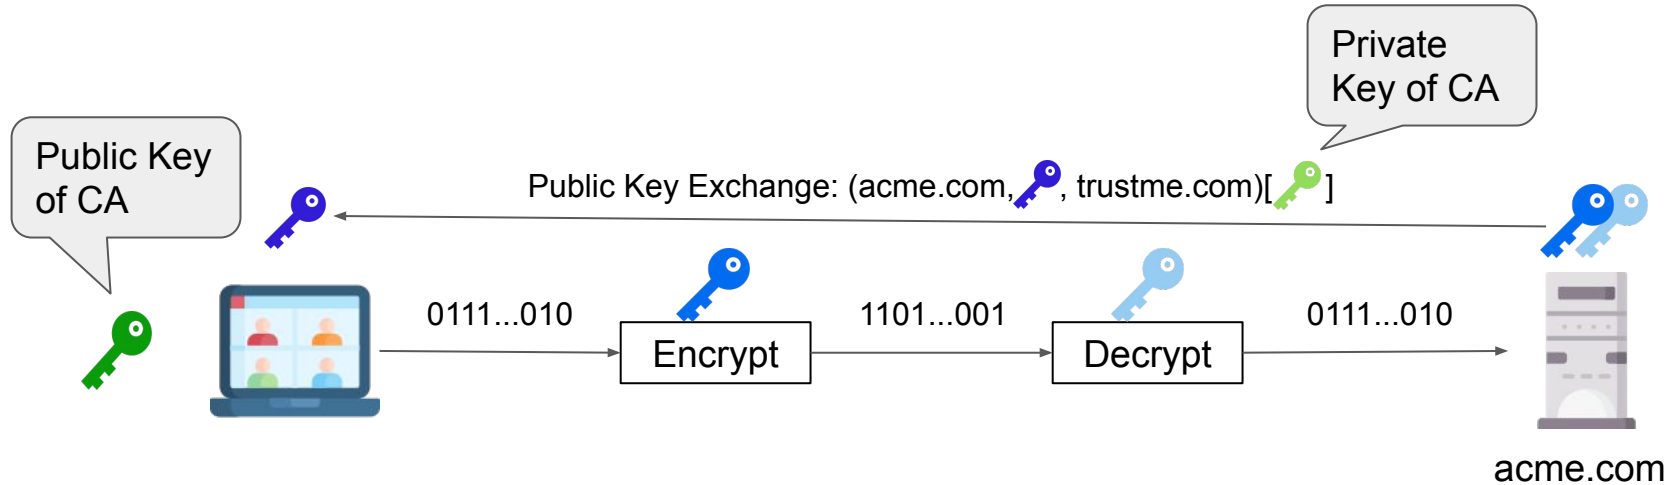 Private
Key of CA
Public Key
of CA
Public Key Exchange: (acme.com, , trustme.com)[ ]
0111...010
Encrypt
1101...001
Decrypt
0111...010
acme.com